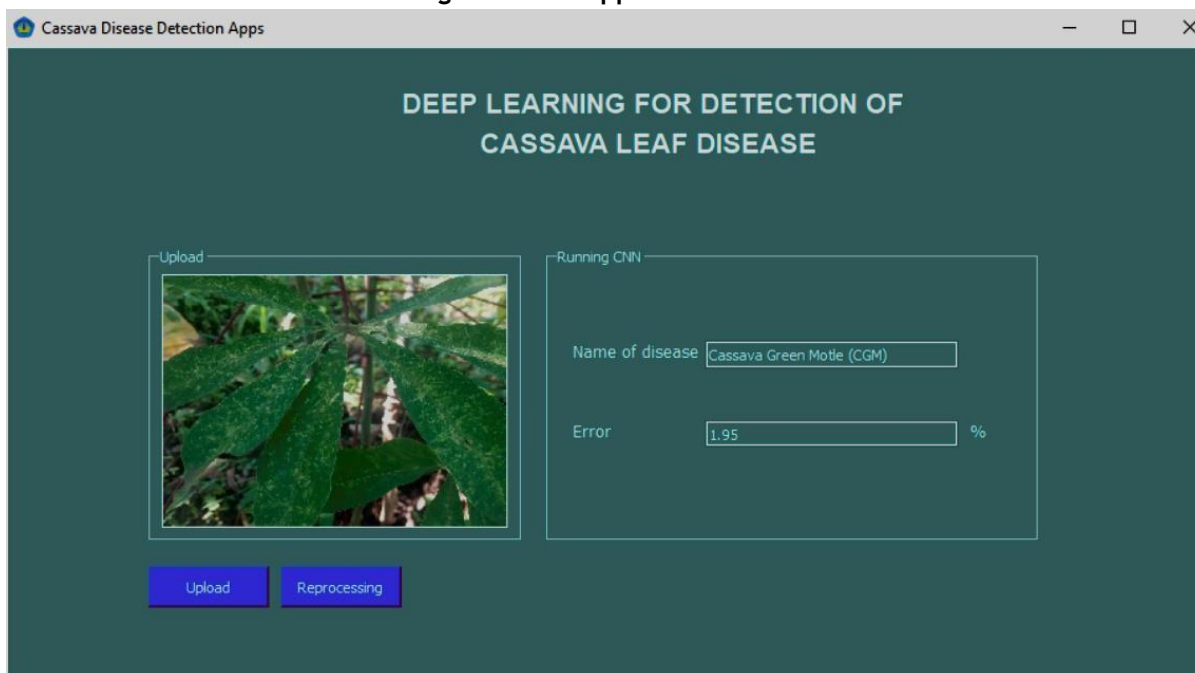 Cassava Disease Detection Apps
DEEP LEARNING FOR DETECTION OF
CASSAVA LEAF DISEASE
Upload
Running CNN
Name of disease Cassava Green Motle (CGM)
Error 1.95 %
Upload Reprocessing